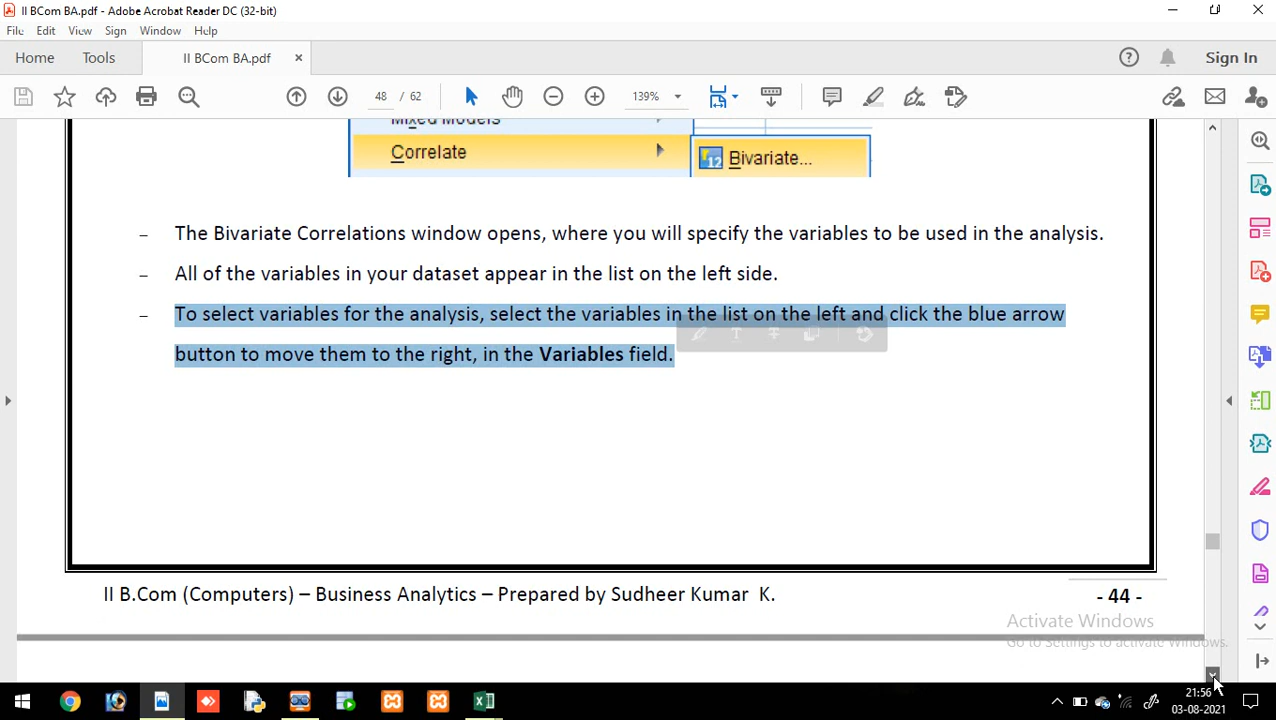 II BCom BA.pdf - Adobe Acrobat Reader DC (32-bit)
File Edit View Sign Window Help
Home Tools II BCom BA.pdf × Sign In
48 / 62 139%
Mixed Models
Correlate Bivariate...
– The Bivariate Correlations window opens, where you will specify the variables to be used in the analysis.
– All of the variables in your dataset appear in the list on the left side.
– To select variables for the analysis, select the variables in the list on the left and click the blue arrow
button to move them to the right, in the Variables field.
II B.Com (Computers) – Business Analytics – Prepared by Sudheer Kumar K. - 44 -
Activate Windows
Go to Settings to activate Windows.
21:56
03-08-2021